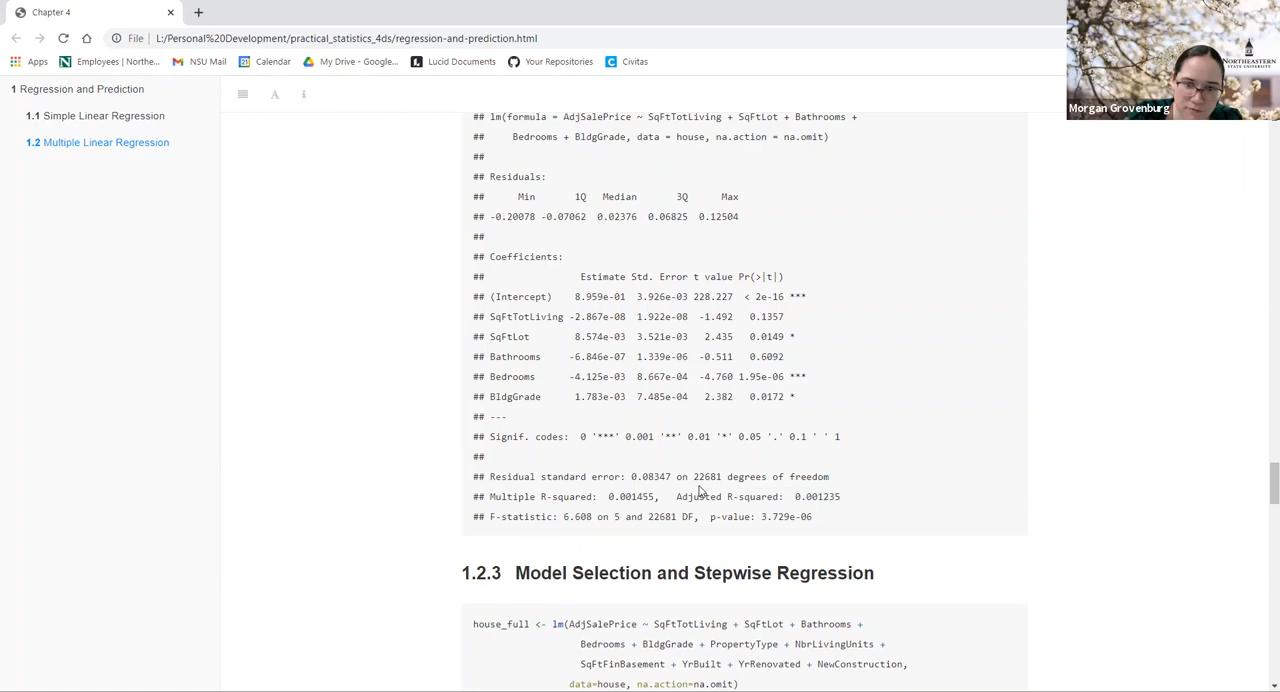 Chapter 4
File
L:/Personal%20Development/practical_statistics_4ds/regression-and-prediction.html
Apps
Employees (Northe...
NSU Mail
Calendar
My Drive - Google...
Lucid Documents
Your Repositories
Civitas
NORTHEASTERN
STATE UNIVERSITY
Morgan Grovenburg
1 Regression and Prediction
1.1 Simple Linear Regression
1.2 Multiple Linear Regression
## lm(formula = AdjSalePrice ~ SqFtTotLiving + SqFtLot + Bathrooms +
##     Bedrooms + BldgGrade, data = house, na.action = na.omit)
##
## Residuals:
##      Min       1Q   Median       3Q      Max
## -0.20078 -0.07062  0.02376  0.06825  0.12504
##
## Coefficients:
##                 Estimate Std. Error t value Pr(>|t|)
## (Intercept)    8.959e-01  3.926e-03 228.227  < 2e-16 ***
## SqFtTotLiving -2.867e-08  1.922e-08  -1.492   0.1357
## SqFtLot        8.574e-03  3.521e-03   2.435   0.0149 *
## Bathrooms     -6.846e-07  1.339e-06  -0.511   0.6092
## Bedrooms      -4.125e-03  8.667e-04  -4.760 1.95e-06 ***
## BldgGrade      1.783e-03  7.485e-04   2.382   0.0172 *
## ---
## Signif. codes:  0 '***' 0.001 '**' 0.01 '*' 0.05 '.' 0.1 ' ' 1
##
## Residual standard error: 0.08347 on 22681 degrees of freedom
## Multiple R-squared:  0.001455,   Adjusted R-squared:  0.001235
## F-statistic: 6.608 on 5 and 22681 DF,  p-value: 3.729e-06
1.2.3 Model Selection and Stepwise Regression
house_full <- lm(AdjSalePrice ~ SqFtTotLiving + SqFtLot + Bathrooms +
Bedrooms + BldgGrade + PropertyType + NbrLivingUnits +
SqFtFinBasement + YrBuilt + YrRenovated + NewConstruction,
data=house, na.action=na.omit)